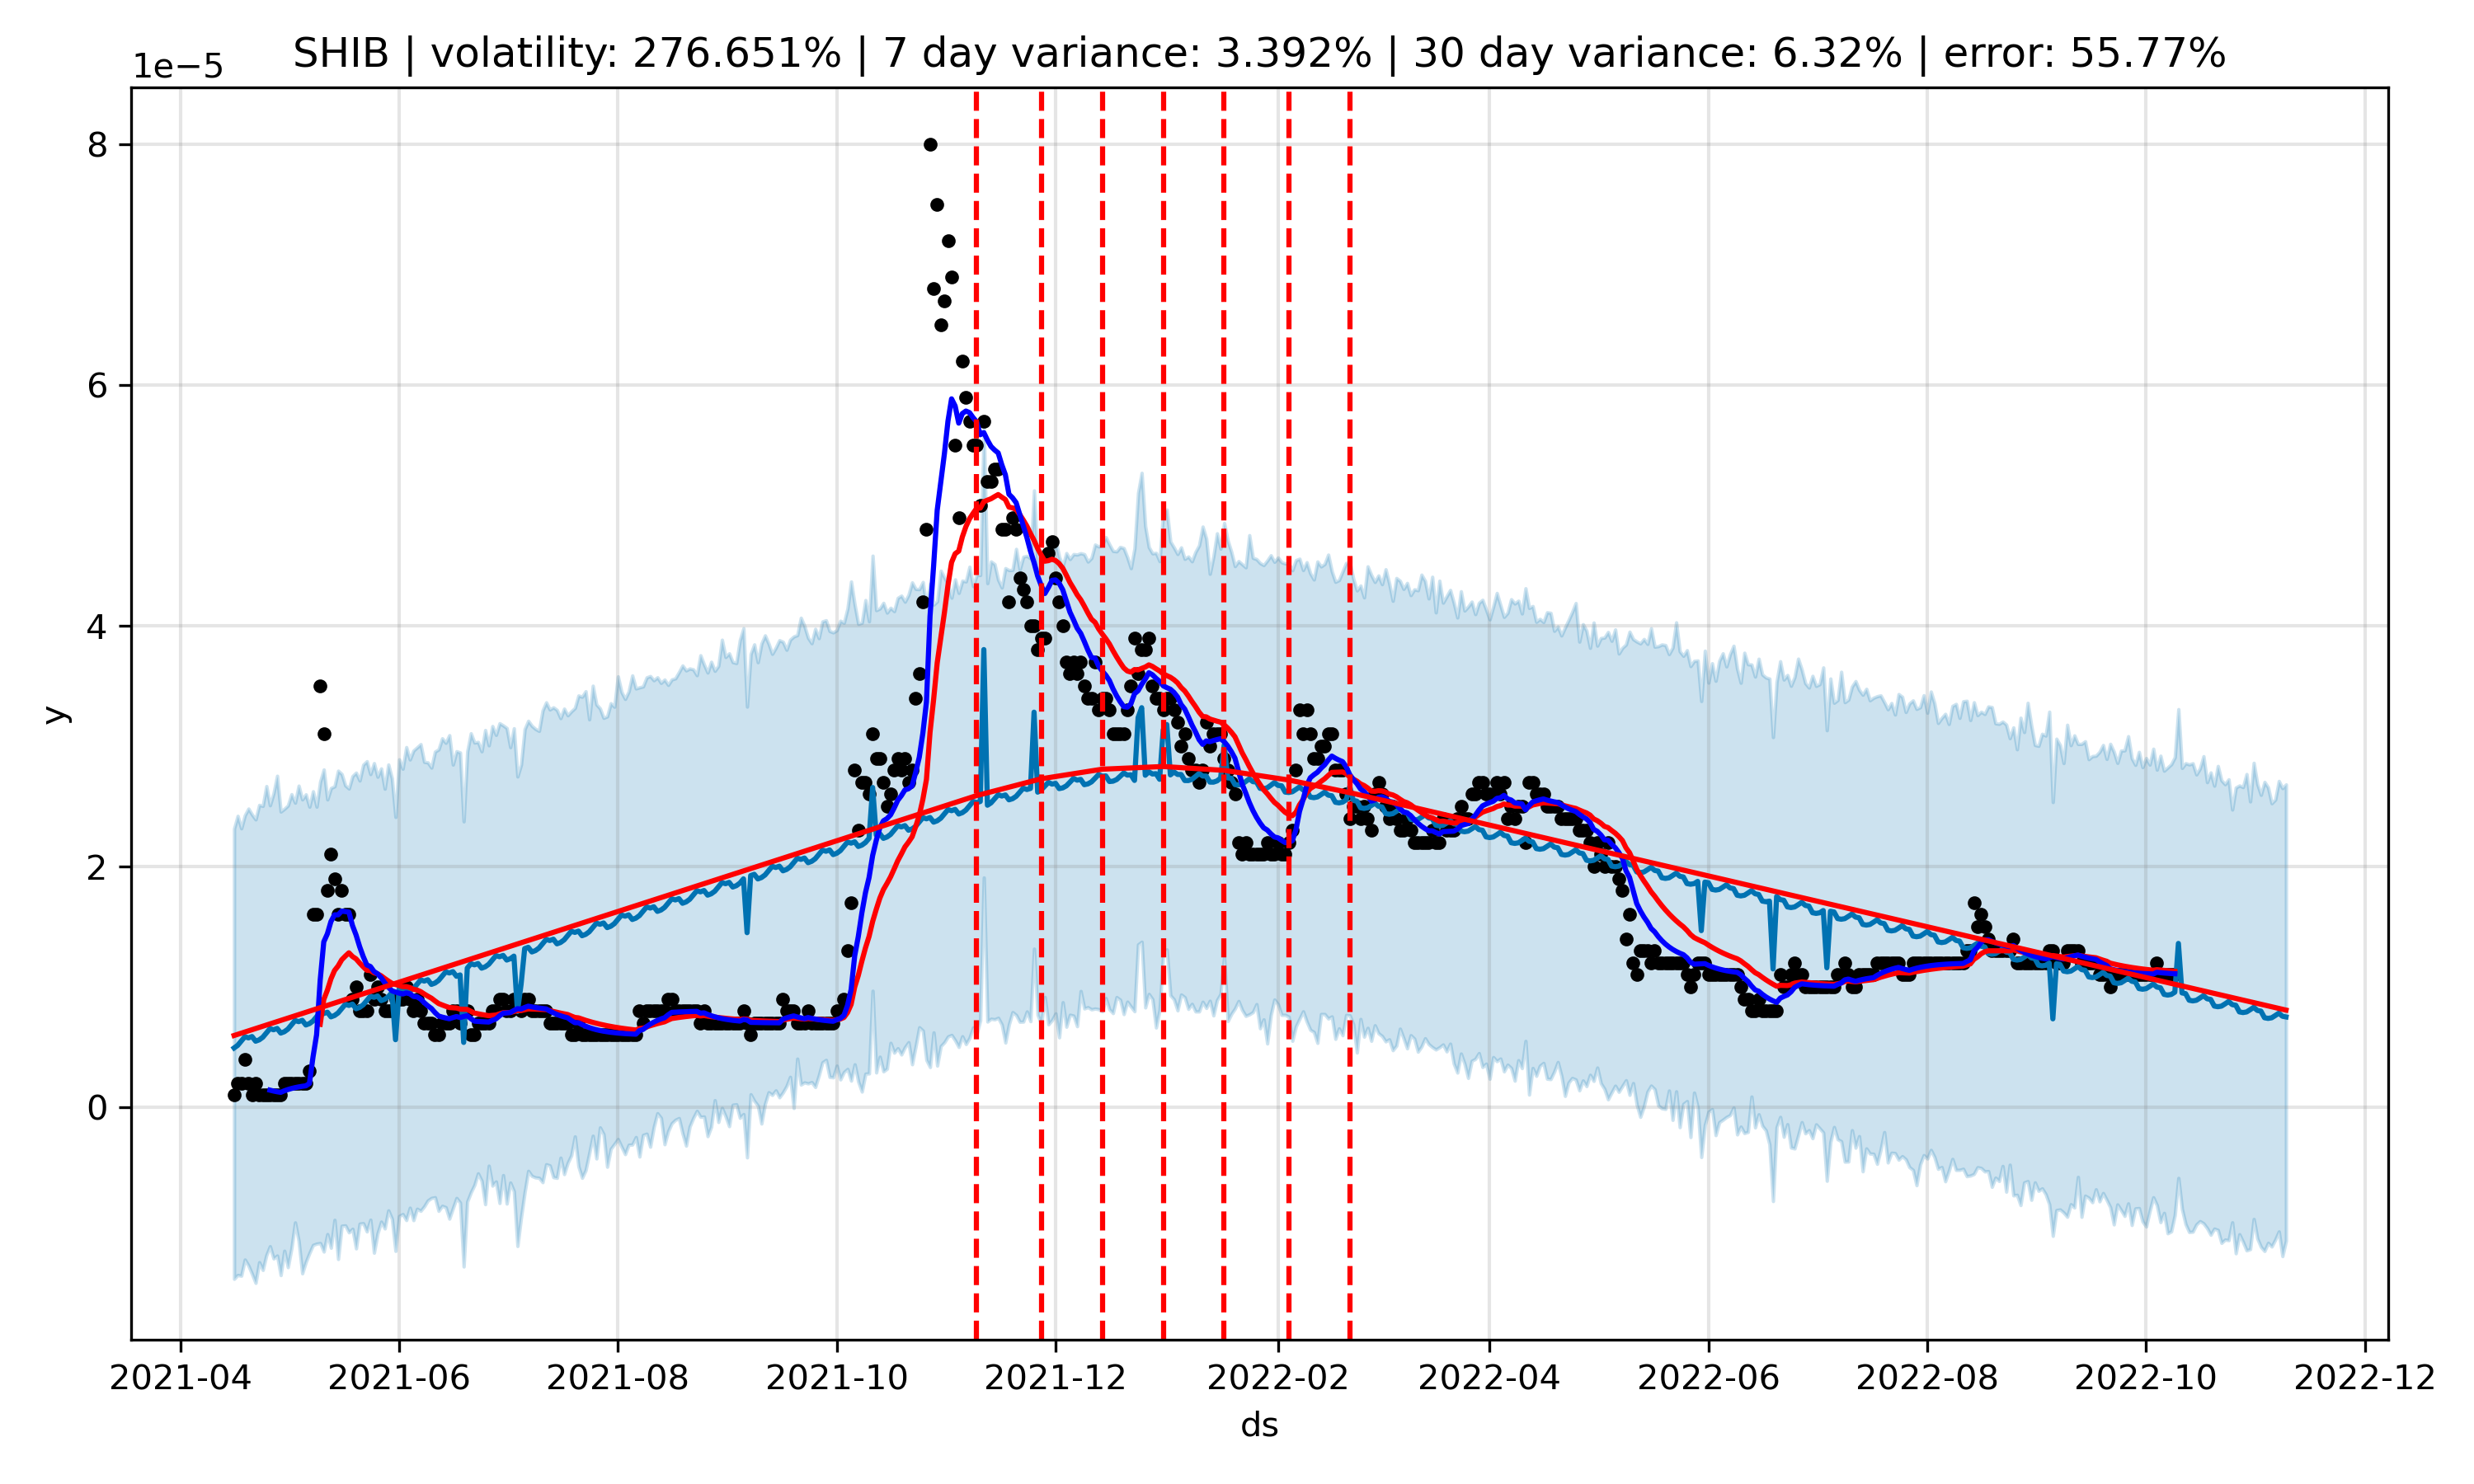 SHIB | volatility: 276.651% | 7 day variance: 3.392% | 30 day variance: 6.32% | error: 55.77%
1e−5
8
6
4
2
0
y
2021-04 2021-06 2021-08 2021-10 2021-12 2022-02 2022-04 2022-06 2022-08 2022-10 2022-12
ds